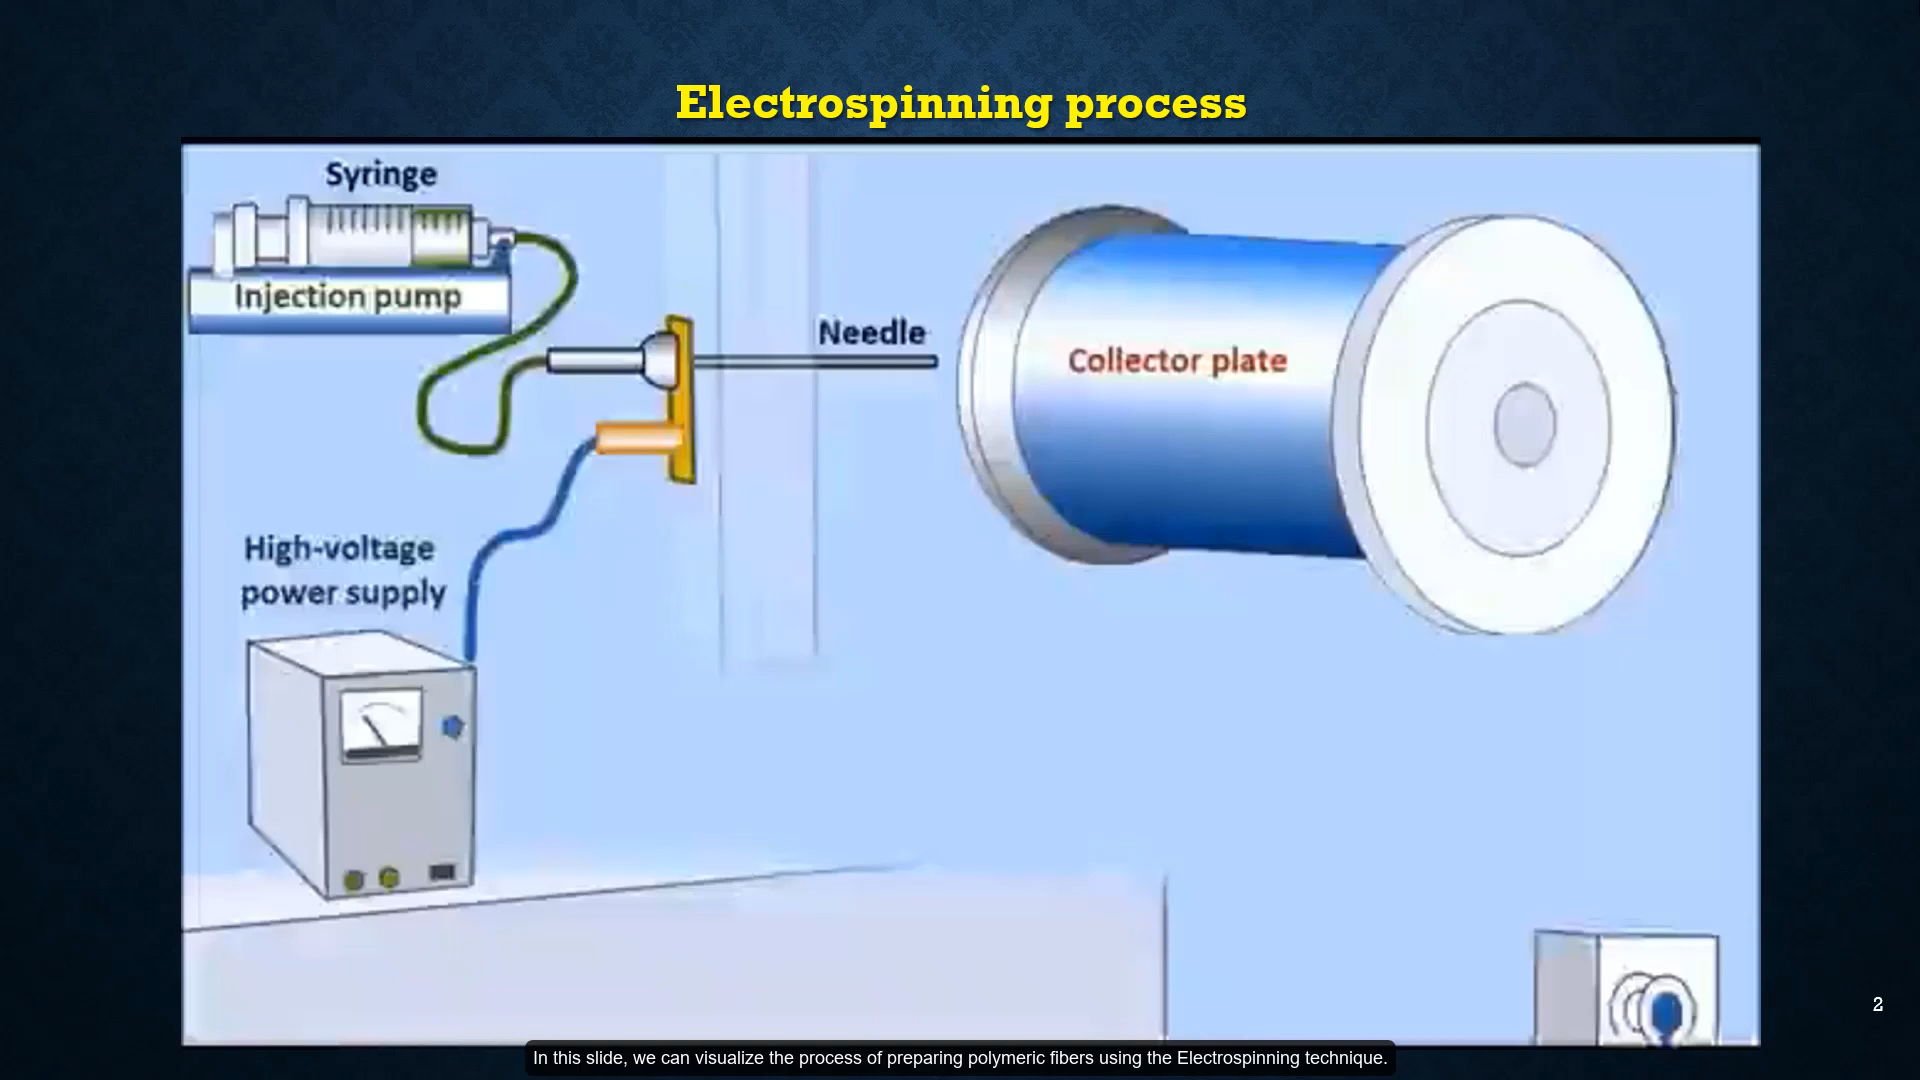 Electrospinning process
Syringe
Injection pump
Needle
Collector plate
High-voltage
power supply
2
In this slide, we can visualize the process of preparing polymeric fibers using the Electrospinning technique.